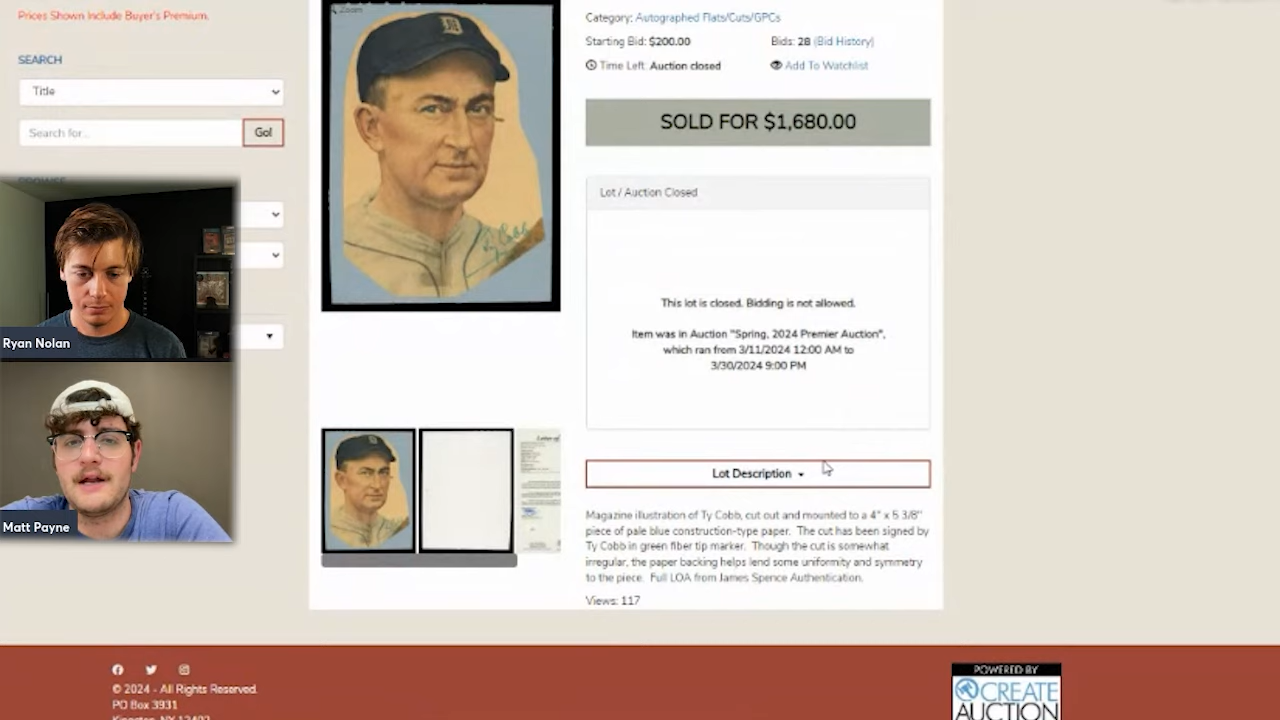 Prices Shown Include Buyer's Premium.
SEARCH
Title
Search for...
Go!
BROWSE
Zoom
Category: Autographed Flats/Cuts/GPCs
Starting Bid: $200.00
Bids: 28 (Bid History)
Time Left: Auction closed
Add To Watchlist
SOLD FOR $1,680.00
Lot / Auction Closed
This lot is closed. Bidding is not allowed.
Item was in Auction "Spring, 2024 Premier Auction",
which ran from 3/11/2024 12:00 AM to
3/30/2024 9:00 PM
Lot Description
Magazine illustration of Ty Cobb, cut out and mounted to a 4" x 5 3/8"
piece of pale blue construction-type paper. The cut has been signed by
Ty Cobb in green fiber tip marker. Though the cut is somewhat
irregular, the paper backing helps lend some uniformity and symmetry
to the piece. Full LOA from James Spence Authentication.
Views: 117
Ty Cobb
Ryan Nolan
Matt Payne
© 2024 - All Rights Reserved.
PO Box 3931
Kingston, NY 12402
POWERED BY
CREATE
AUCTION